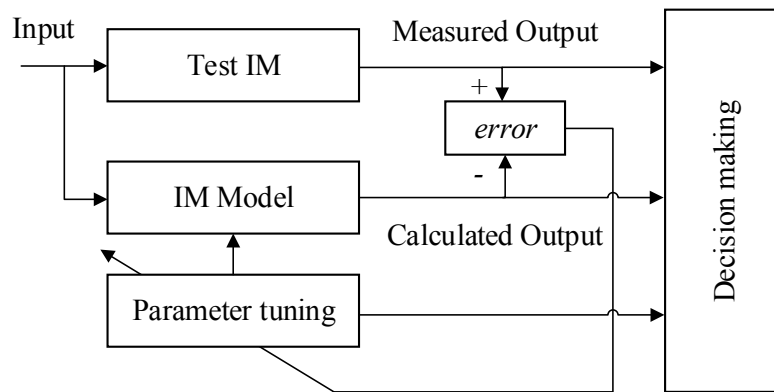 Input
Measured Output
Test IM
+
error
-
IM Model
Calculated Output
Parameter tuning
Decision making